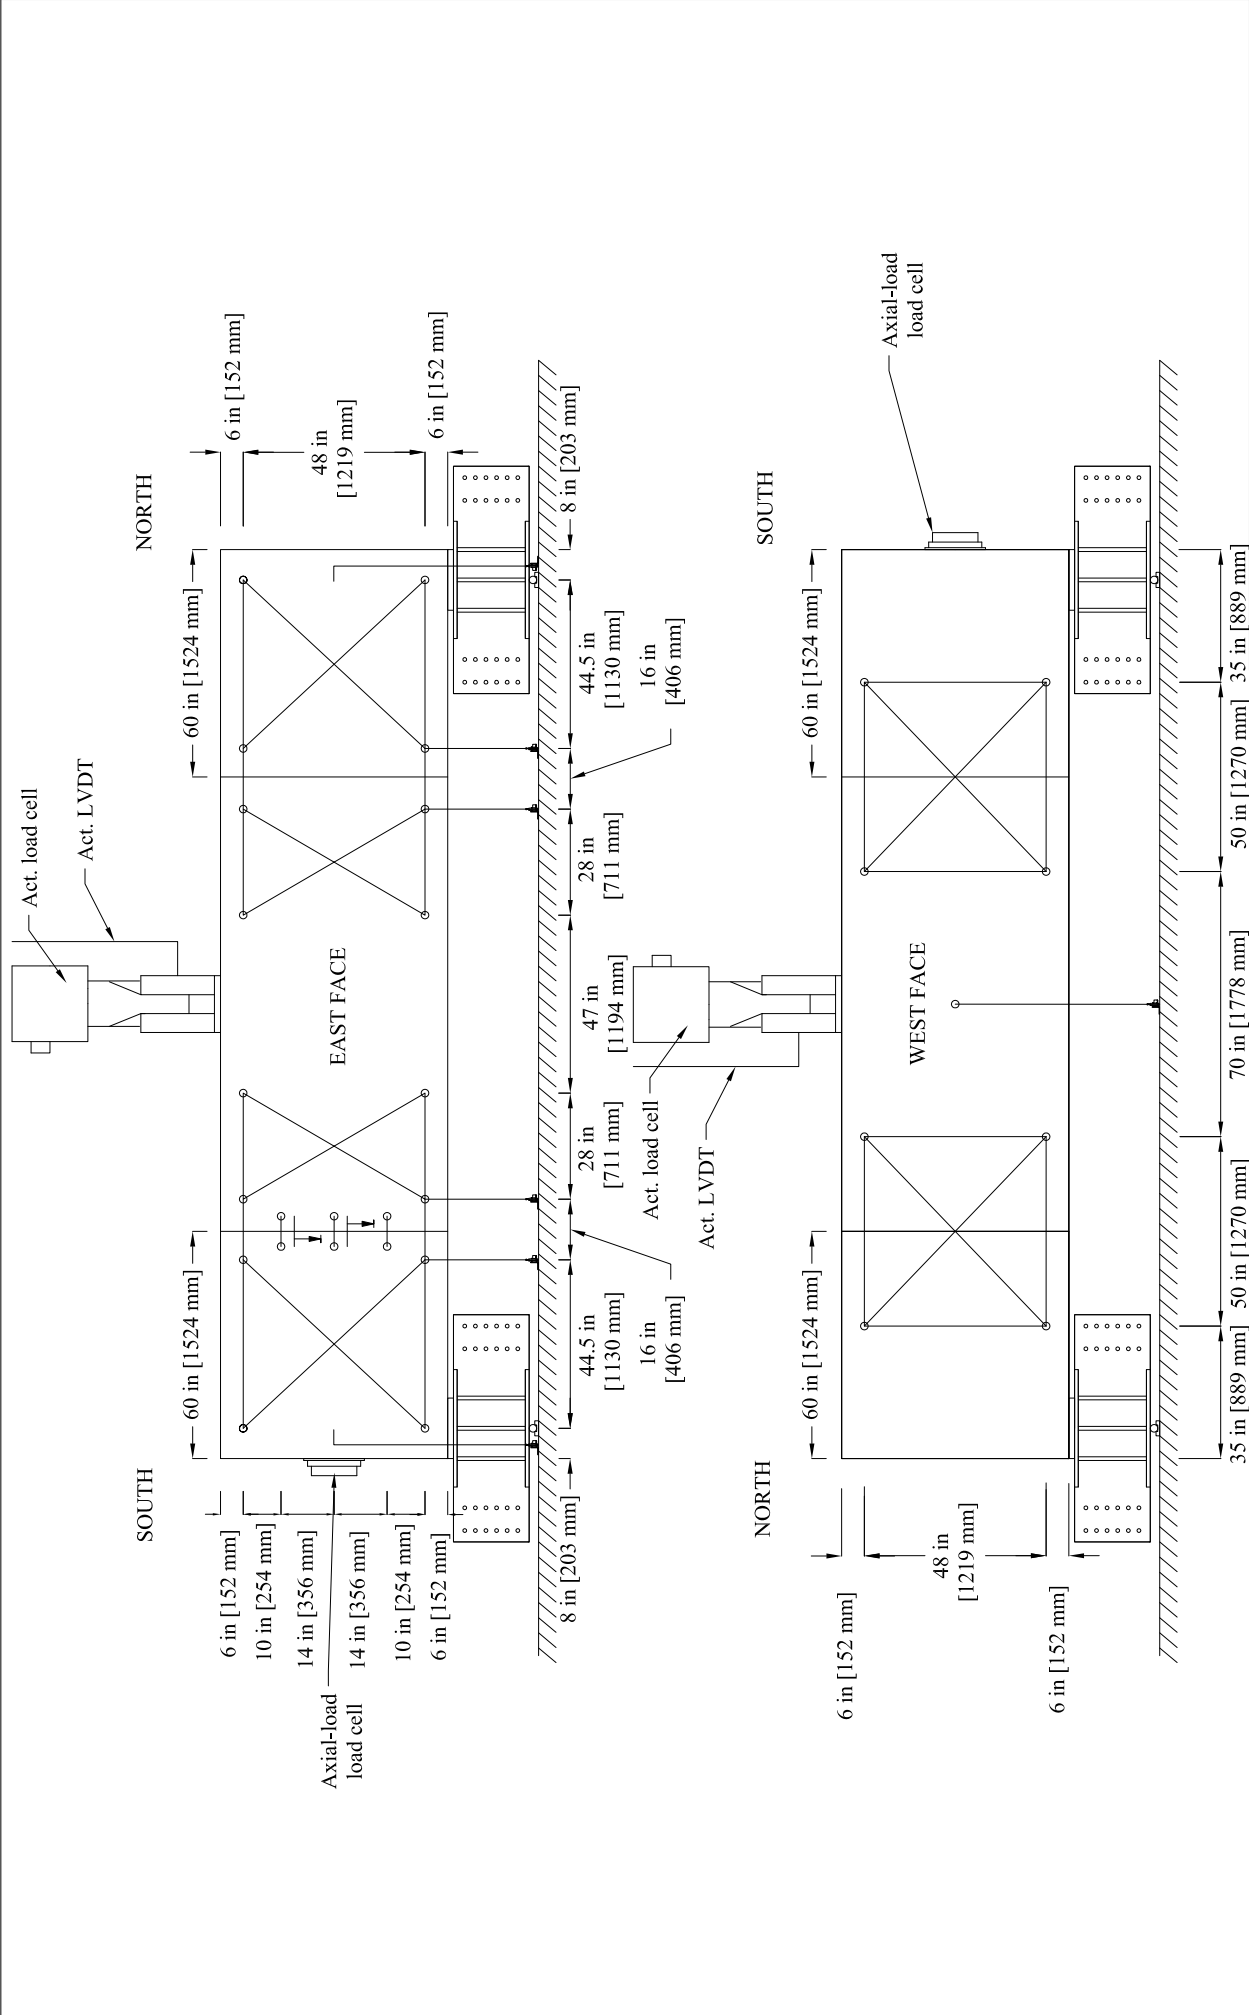 Act. load cell
Act. LVDT
SOUTH
NORTH
60 in [1524 mm]
60 in [1524 mm]
6 in [152 mm]
10 in [254 mm]
14 in [356 mm]
14 in [356 mm]
10 in [254 mm]
6 in [152 mm]
Axial-load
load cell
EAST FACE
6 in [152 mm]
48 in
[1219 mm]
6 in [152 mm]
8 in [203 mm]
44.5 in
[1130 mm]
16 in
[406 mm]
28 in
[711 mm]
47 in
[1194 mm]
28 in
[711 mm]
16 in
[406 mm]
44.5 in
[1130 mm]
8 in [203 mm]
Act. load cell
Act. LVDT
NORTH
SOUTH
60 in [1524 mm]
60 in [1524 mm]
Axial-load
load cell
WEST FACE
6 in [152 mm]
48 in
[1219 mm]
6 in [152 mm]
35 in [889 mm]
50 in [1270 mm]
70 in [1778 mm]
50 in [1270 mm]
35 in [889 mm]